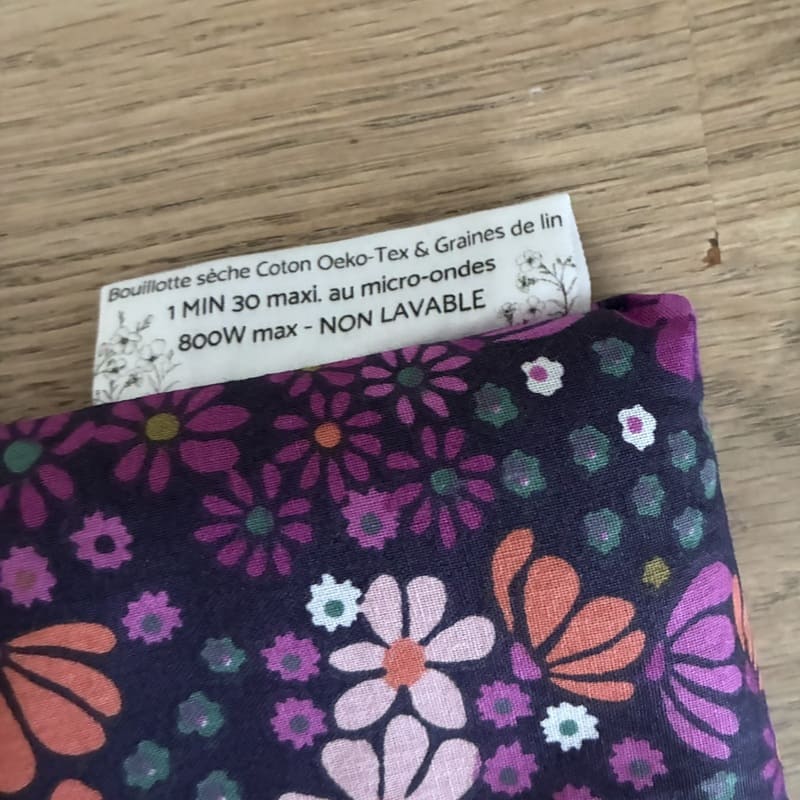 Bouillotte sèche Coton Oeko-Tex & Graines de lin
1 MIN 30 maxi. au micro-ondes
800W max - NON LAVABLE